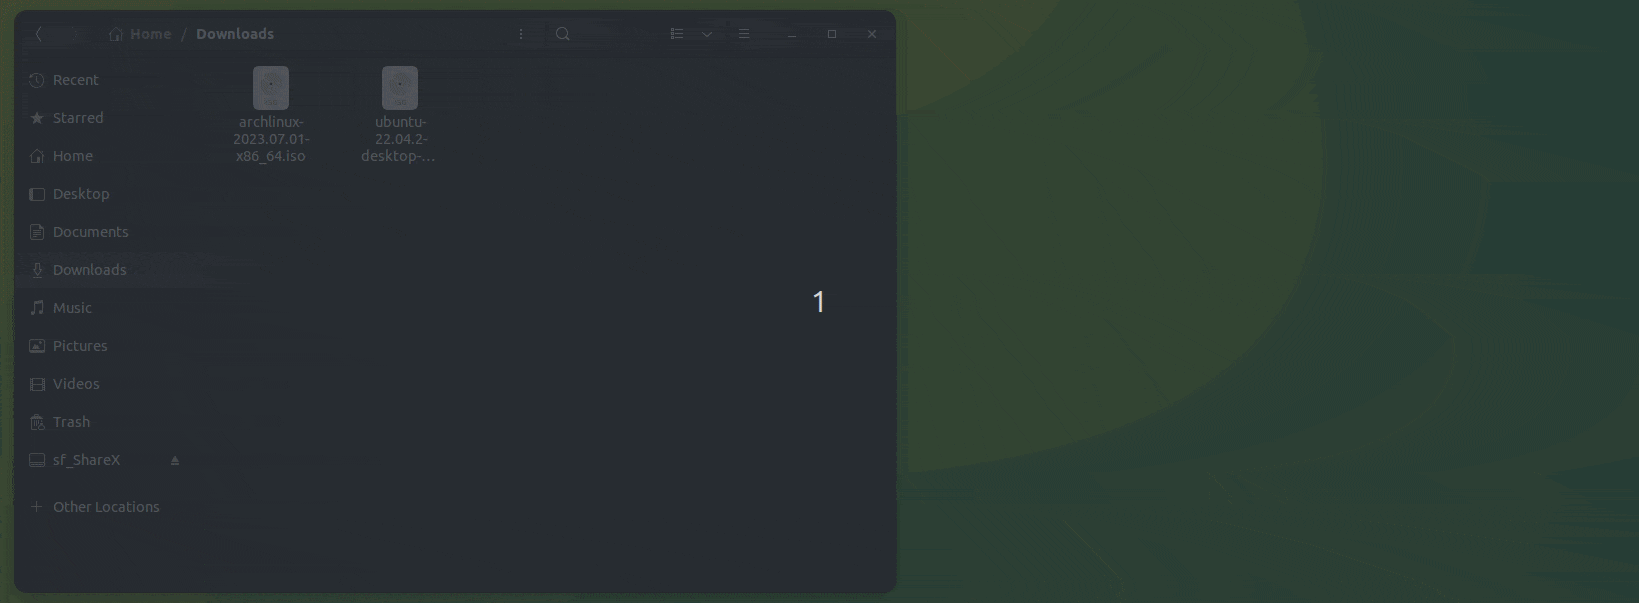 Home / Downloads
Recent
Starred
Home
Desktop
Documents
Downloads
Music
Pictures
Videos
Trash
sf_ShareX
Other Locations
archlinux-
2023.07.01-
x86_64.iso
ubuntu-
22.04.2-
desktop-...
1